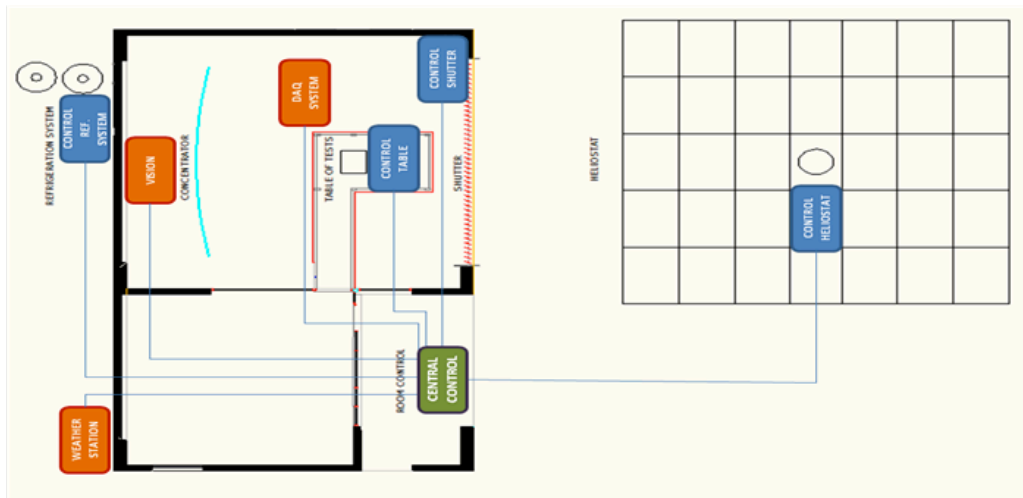 REFRIGERATION SYSTEM
CONTROL
REF.
SYSTEM
VISION
CONCENTRATOR
DAQ
SYSTEM
TABLE OF TESTS
CONTROL
TABLE
CONTROL
SHUTTER
SHUTTER
HELIOSTAT
CONTROL
HELIOSTAT
ROOM CONTROL
CENTRAL
CONTROL
WEATHER
STATION